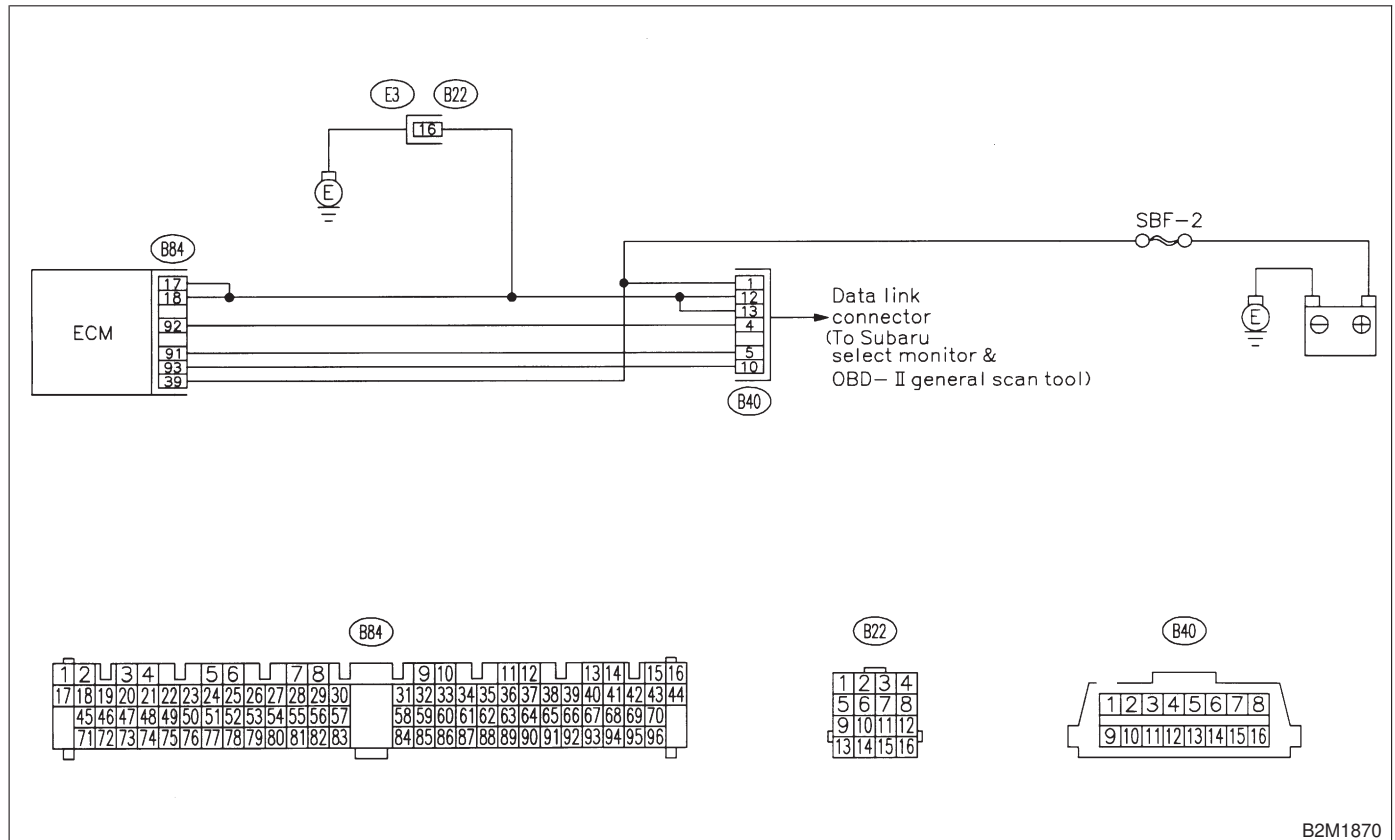 E3 B22
16
E
SBF-2
B84
17
18
92
91
93
39
ECM
1
12
13
4
5
10
Data link
connector
(To Subaru
select monitor &
OBD-II general scan tool)
B40
E
⊖ ⊕
B84
1 2 3 4 5 6 7 8 9 10 11 12 13 14 15 16
17 18 19 20 21 22 23 24 25 26 27 28 29 30 31 32 33 34 35 36 37 38 39 40 41 42 43 44
45 46 47 48 49 50 51 52 53 54 55 56 57 58 59 60 61 62 63 64 65 66 67 68 69 70
71 72 73 74 75 76 77 78 79 80 81 82 83 84 85 86 87 88 89 90 91 92 93 94 95 96
B22
1 2 3 4
5 6 7 8
9 10 11 12
13 14 15 16
B40
1 2 3 4 5 6 7 8
9 10 11 12 13 14 15 16
B2M1870